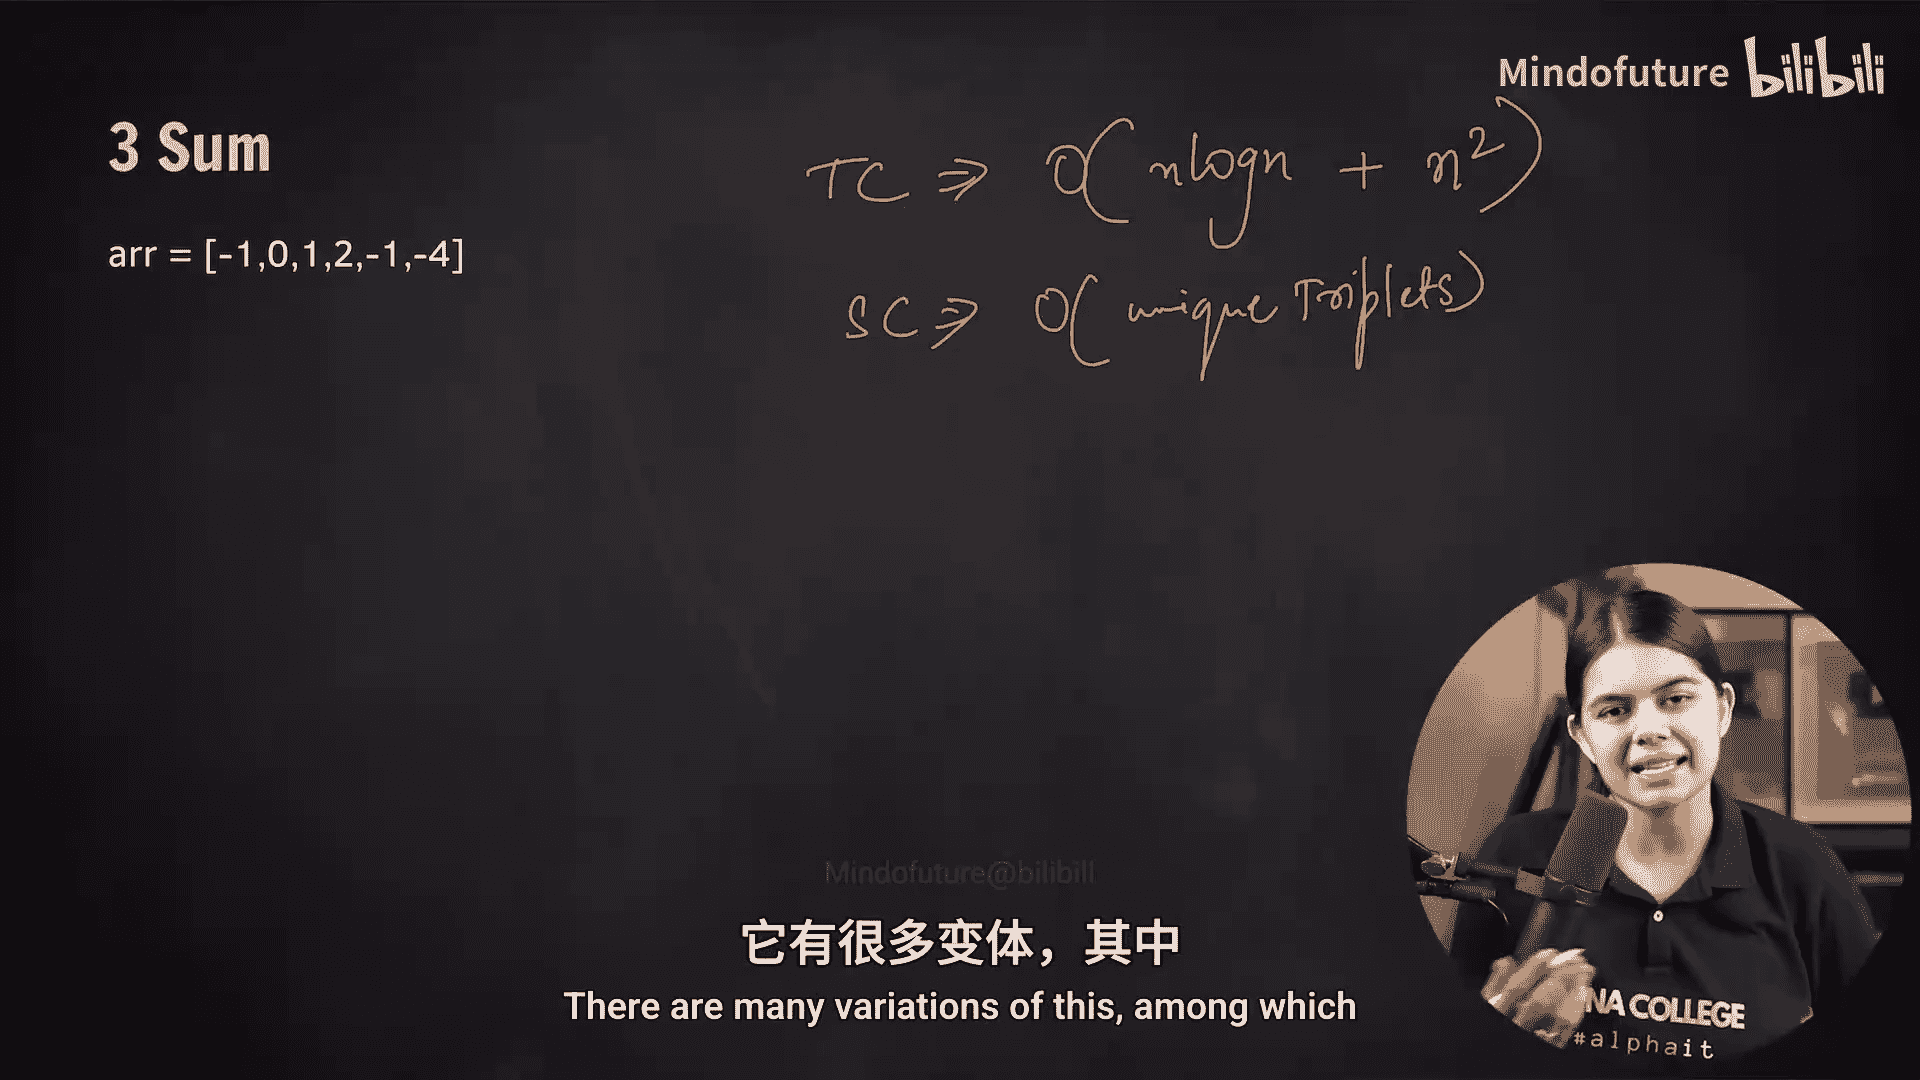 Mindofuture bilibili
3 Sum
TC ⇒ O( nlogn + n²)
arr = [-1,0,1,2,-1,-4]
SC ⇒ O( unique Triplets)
Mindofuture@bilibili
它有很多变体，其中
There are many variations of this, among which
NA COLLEGE
#alphait